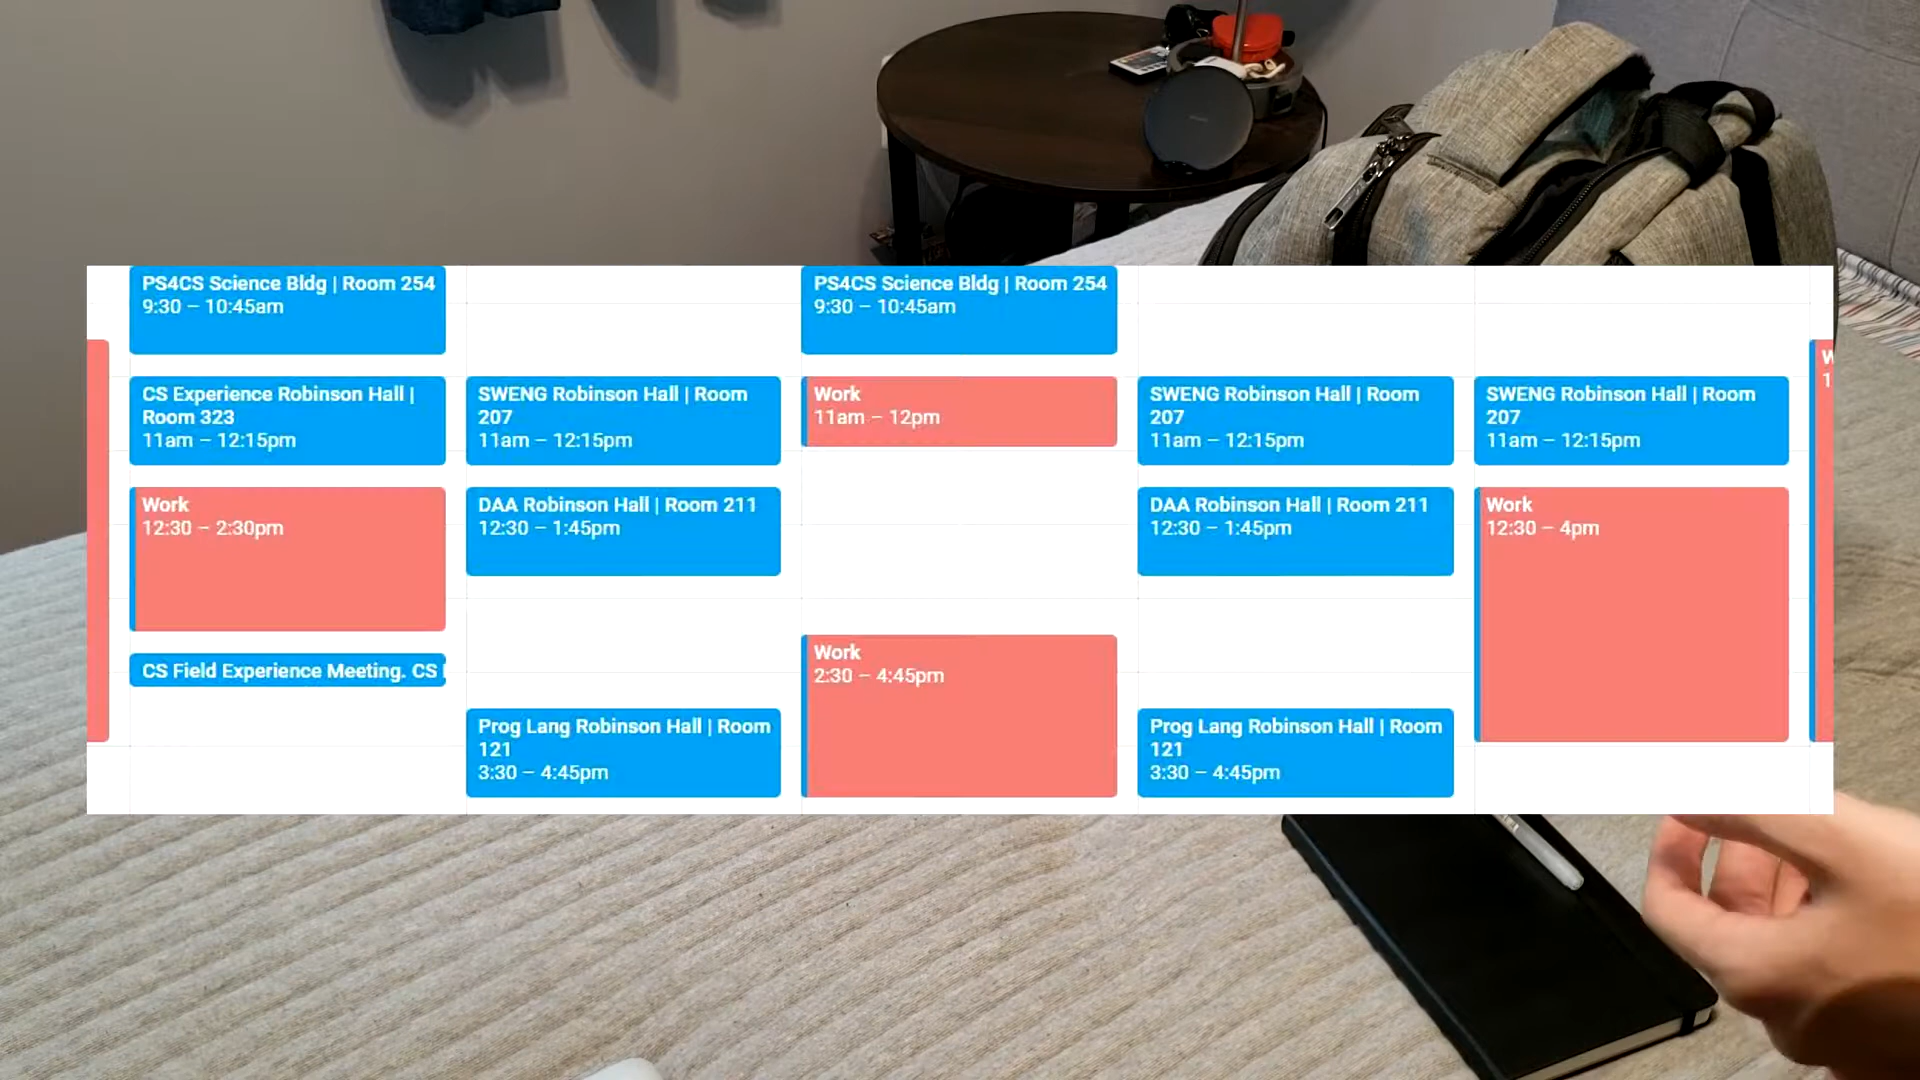 PS4CS Science Bldg | Room 254
9:30 – 10:45am
CS Experience Robinson Hall |
Room 323
11am – 12:15pm
Work
12:30 – 2:30pm
CS Field Experience Meeting. CS
SWENG Robinson Hall | Room
207
11am – 12:15pm
DAA Robinson Hall | Room 211
12:30 – 1:45pm
Prog Lang Robinson Hall | Room
121
3:30 – 4:45pm
PS4CS Science Bldg | Room 254
9:30 – 10:45am
Work
11am – 12pm
Work
2:30 – 4:45pm
SWENG Robinson Hall | Room
207
11am – 12:15pm
DAA Robinson Hall | Room 211
12:30 – 1:45pm
Prog Lang Robinson Hall | Room
121
3:30 – 4:45pm
SWENG Robinson Hall | Room
207
11am – 12:15pm
Work
12:30 – 4pm